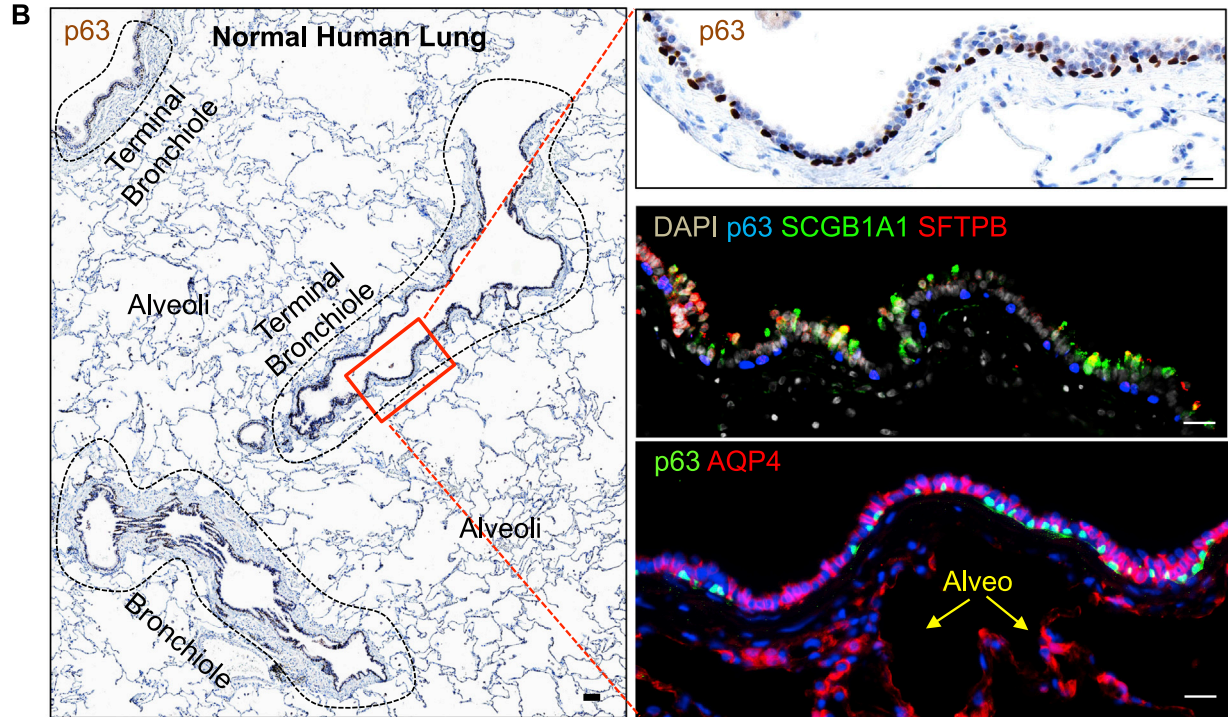 B
p63
Normal Human Lung
Terminal
Bronchiole
Alveoli
Terminal
Bronchiole
Alveoli
Bronchiole
p63
DAPI p63 SCGB1A1 SFTPB
p63 AQP4
Alveo